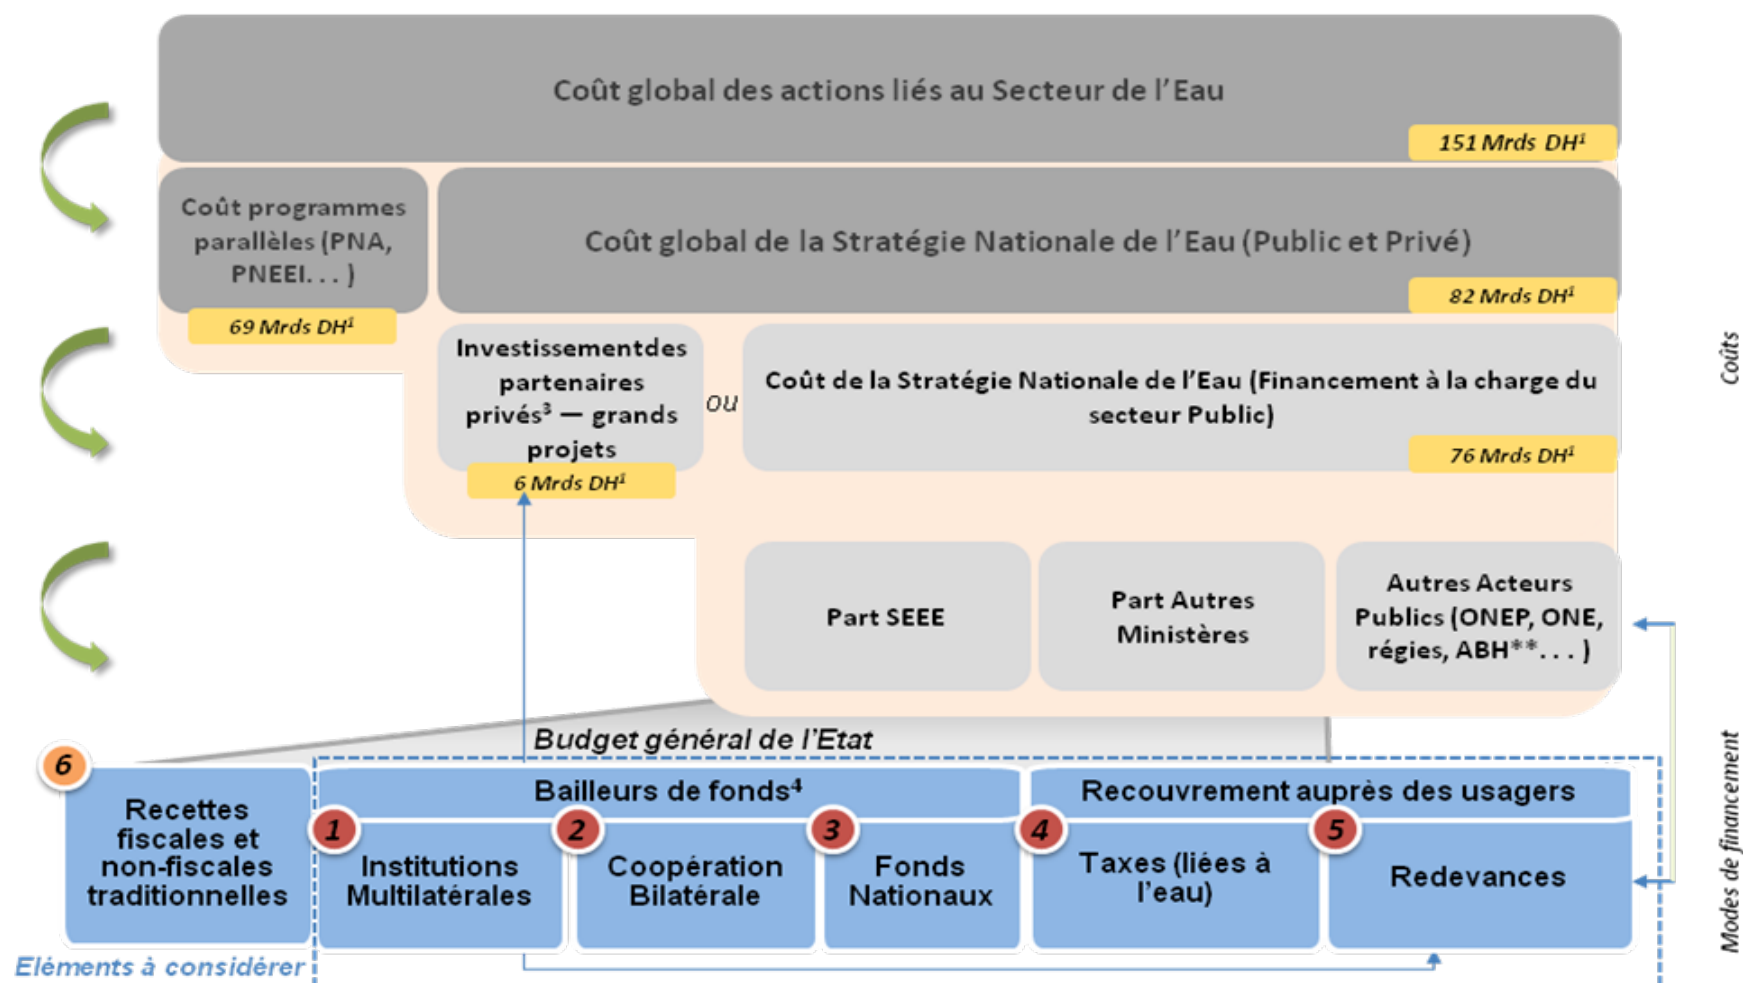 Coût global des actions liés au Secteur de l'Eau
151 Mrds DH¹
Coût programmes
parallèles (PNA,
PNEEI. . . )
69 Mrds DH¹
Coût global de la Stratégie Nationale de l'Eau (Public et Privé)
82 Mrds DH¹
Investissementdes
partenaires
privés³ — grands
projets
6 Mrds DH¹
ou
Coût de la Stratégie Nationale de l'Eau (Financement à la charge du
secteur Public)
76 Mrds DH¹
Coûts
Part SEEE
Part Autres
Ministères
Autres Acteurs
Publics (ONEP, ONE,
régies, ABH**. . . )
Budget général de l'Etat
6
Recettes
fiscales et
non-fiscales
traditionnelles
Bailleurs de fonds⁴
Recouvrement auprès des usagers
1
Institutions
Multilatérales
2
Coopération
Bilatérale
3
Fonds
Nationaux
4
Taxes (liées à
l'eau)
5
Redevances
Modes de financement
Eléments à considérer